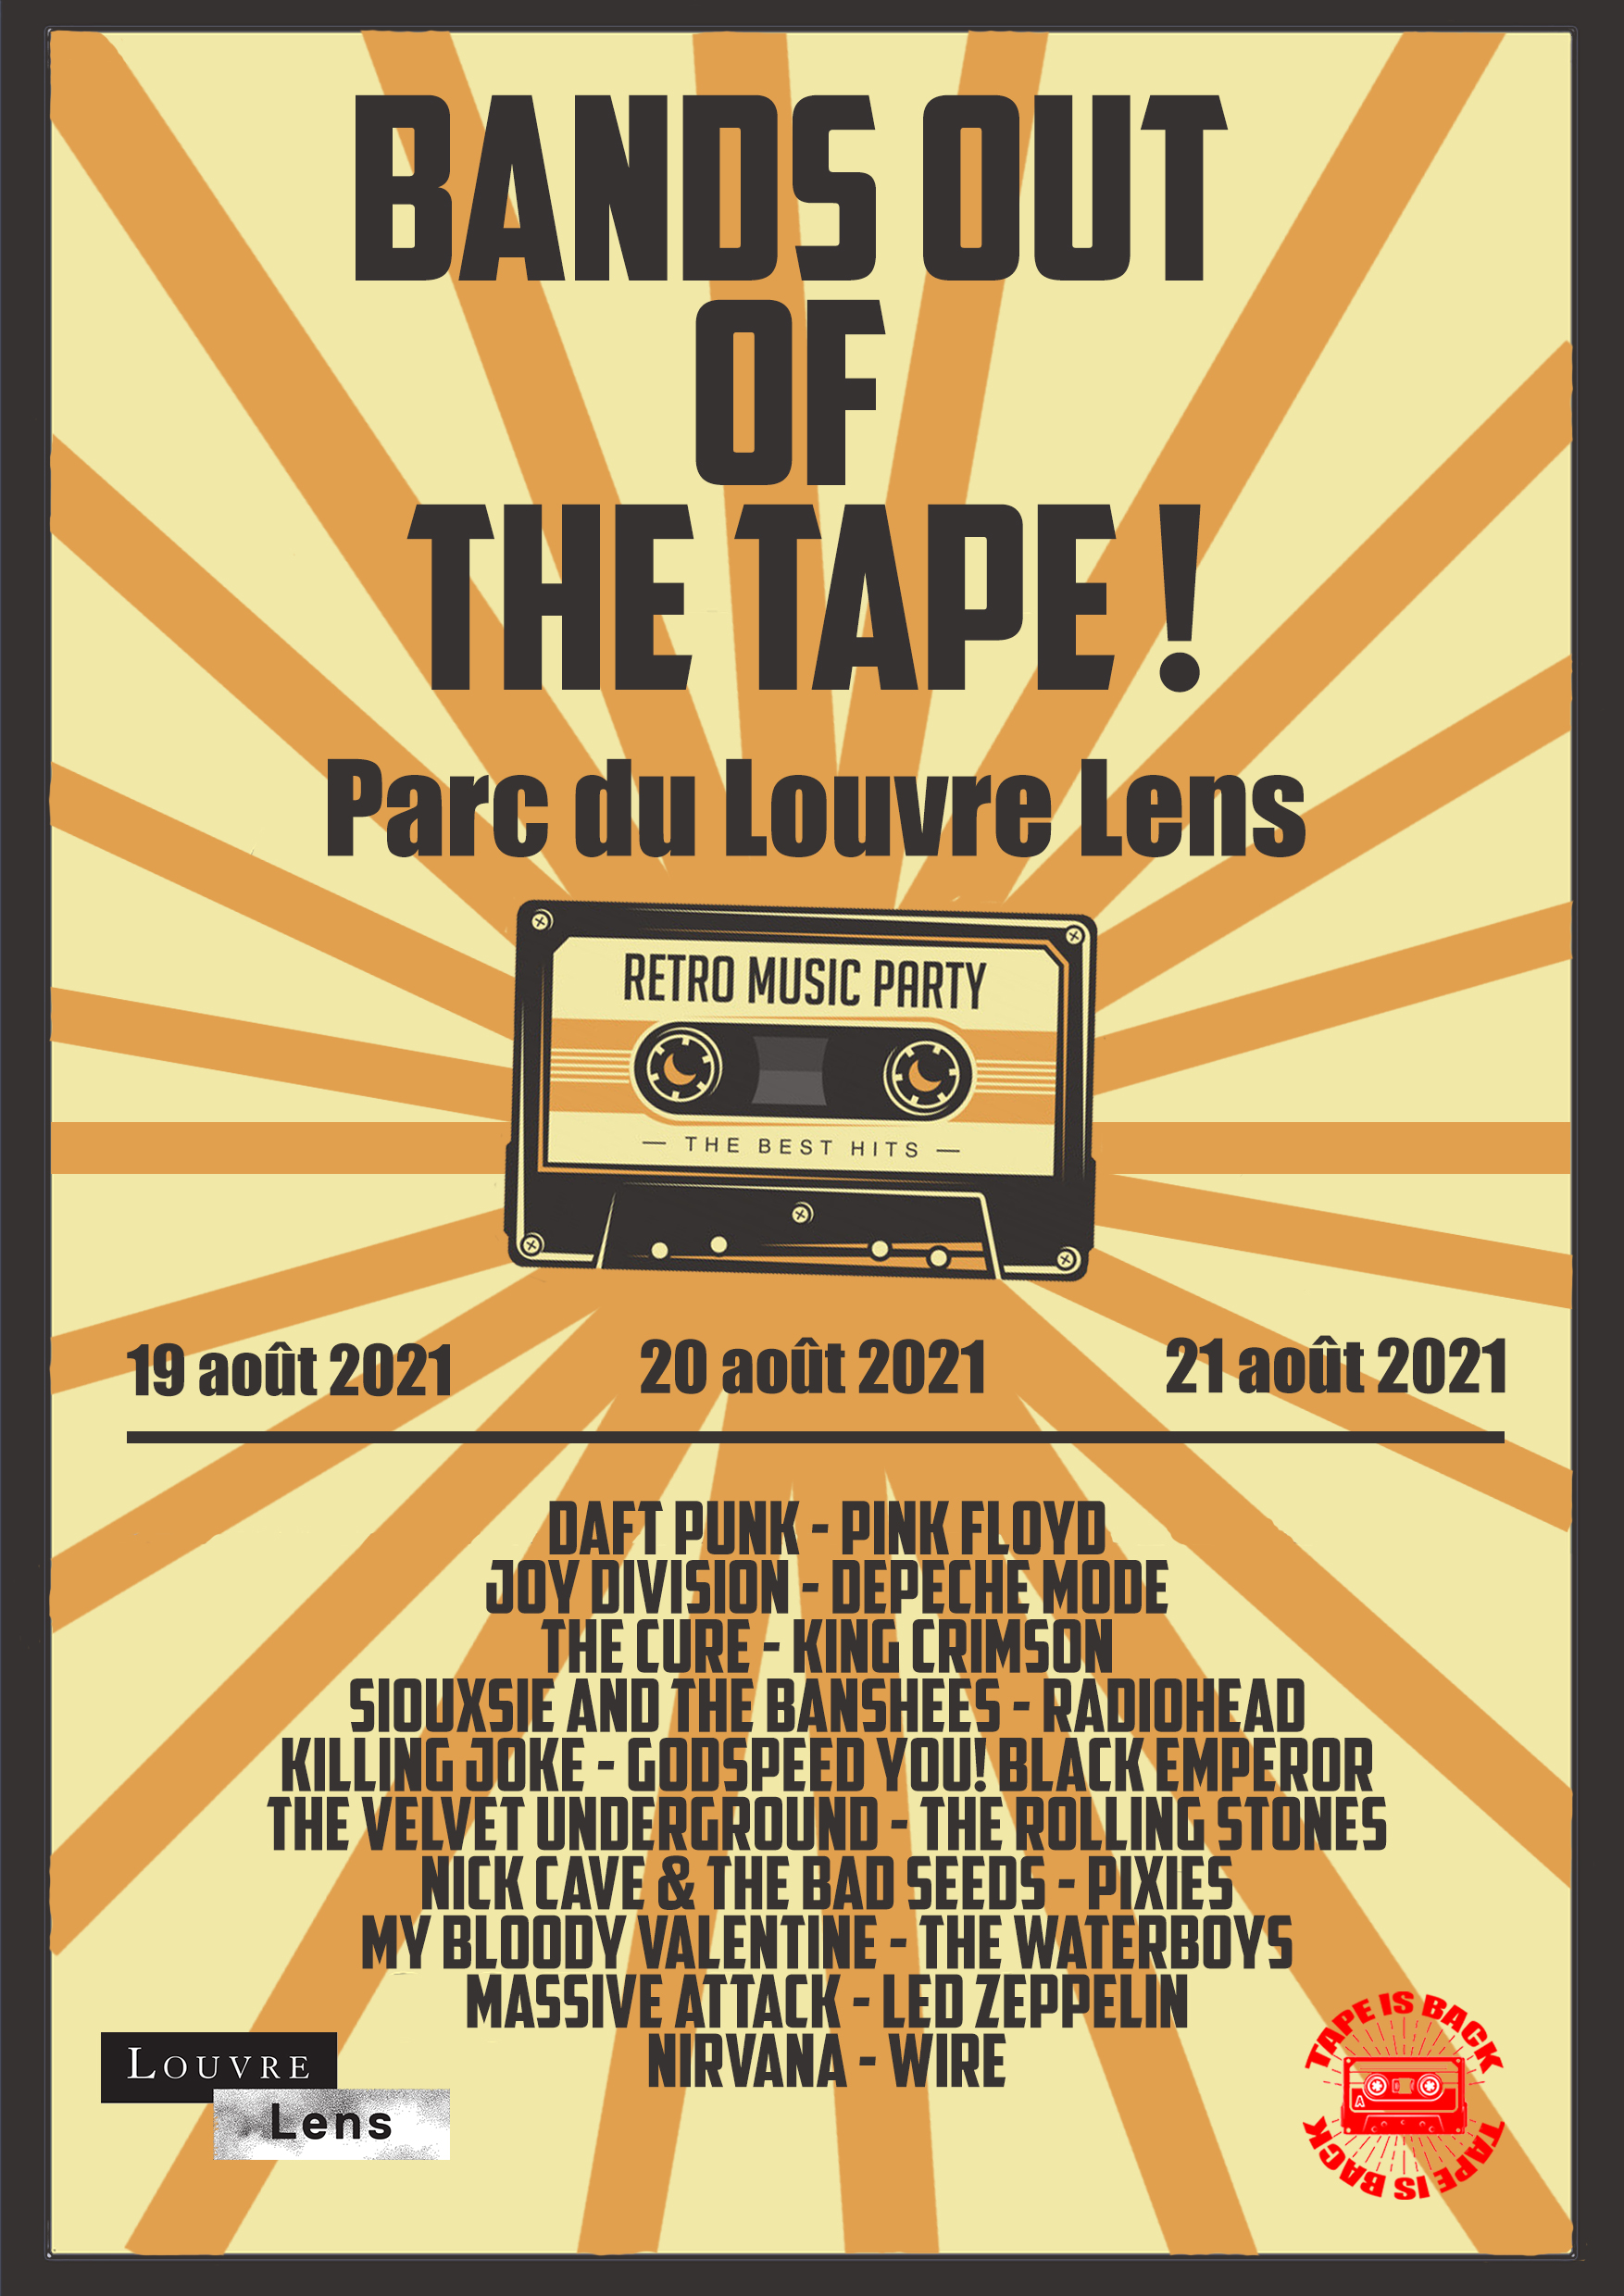 BANDS OUT
OF
THE TAPE !
Parc du Louvre Lens
RETRO MUSIC PARTY
— THE BEST HITS —
19 août 2021
20 août 2021
21 août 2021
DAFT PUNK - PINK FLOYD
JOY DIVISION - DEPECHE MODE
THE CURE - KING CRIMSON
SIOUXSIE AND THE BANSHEES - RADIOHEAD
KILLING JOKE - GODSPEED YOU! BLACK EMPEROR
THE VELVET UNDERGROUND - THE ROLLING STONES
NICK CAVE & THE BAD SEEDS - PIXIES
MY BLOODY VALENTINE - THE WATERBOYS
MASSIVE ATTACK - LED ZEPPELIN
NIRVANA - WIRE
LOUVRE
Lens
TAPE IS BACK
A
TAPE IS BACK